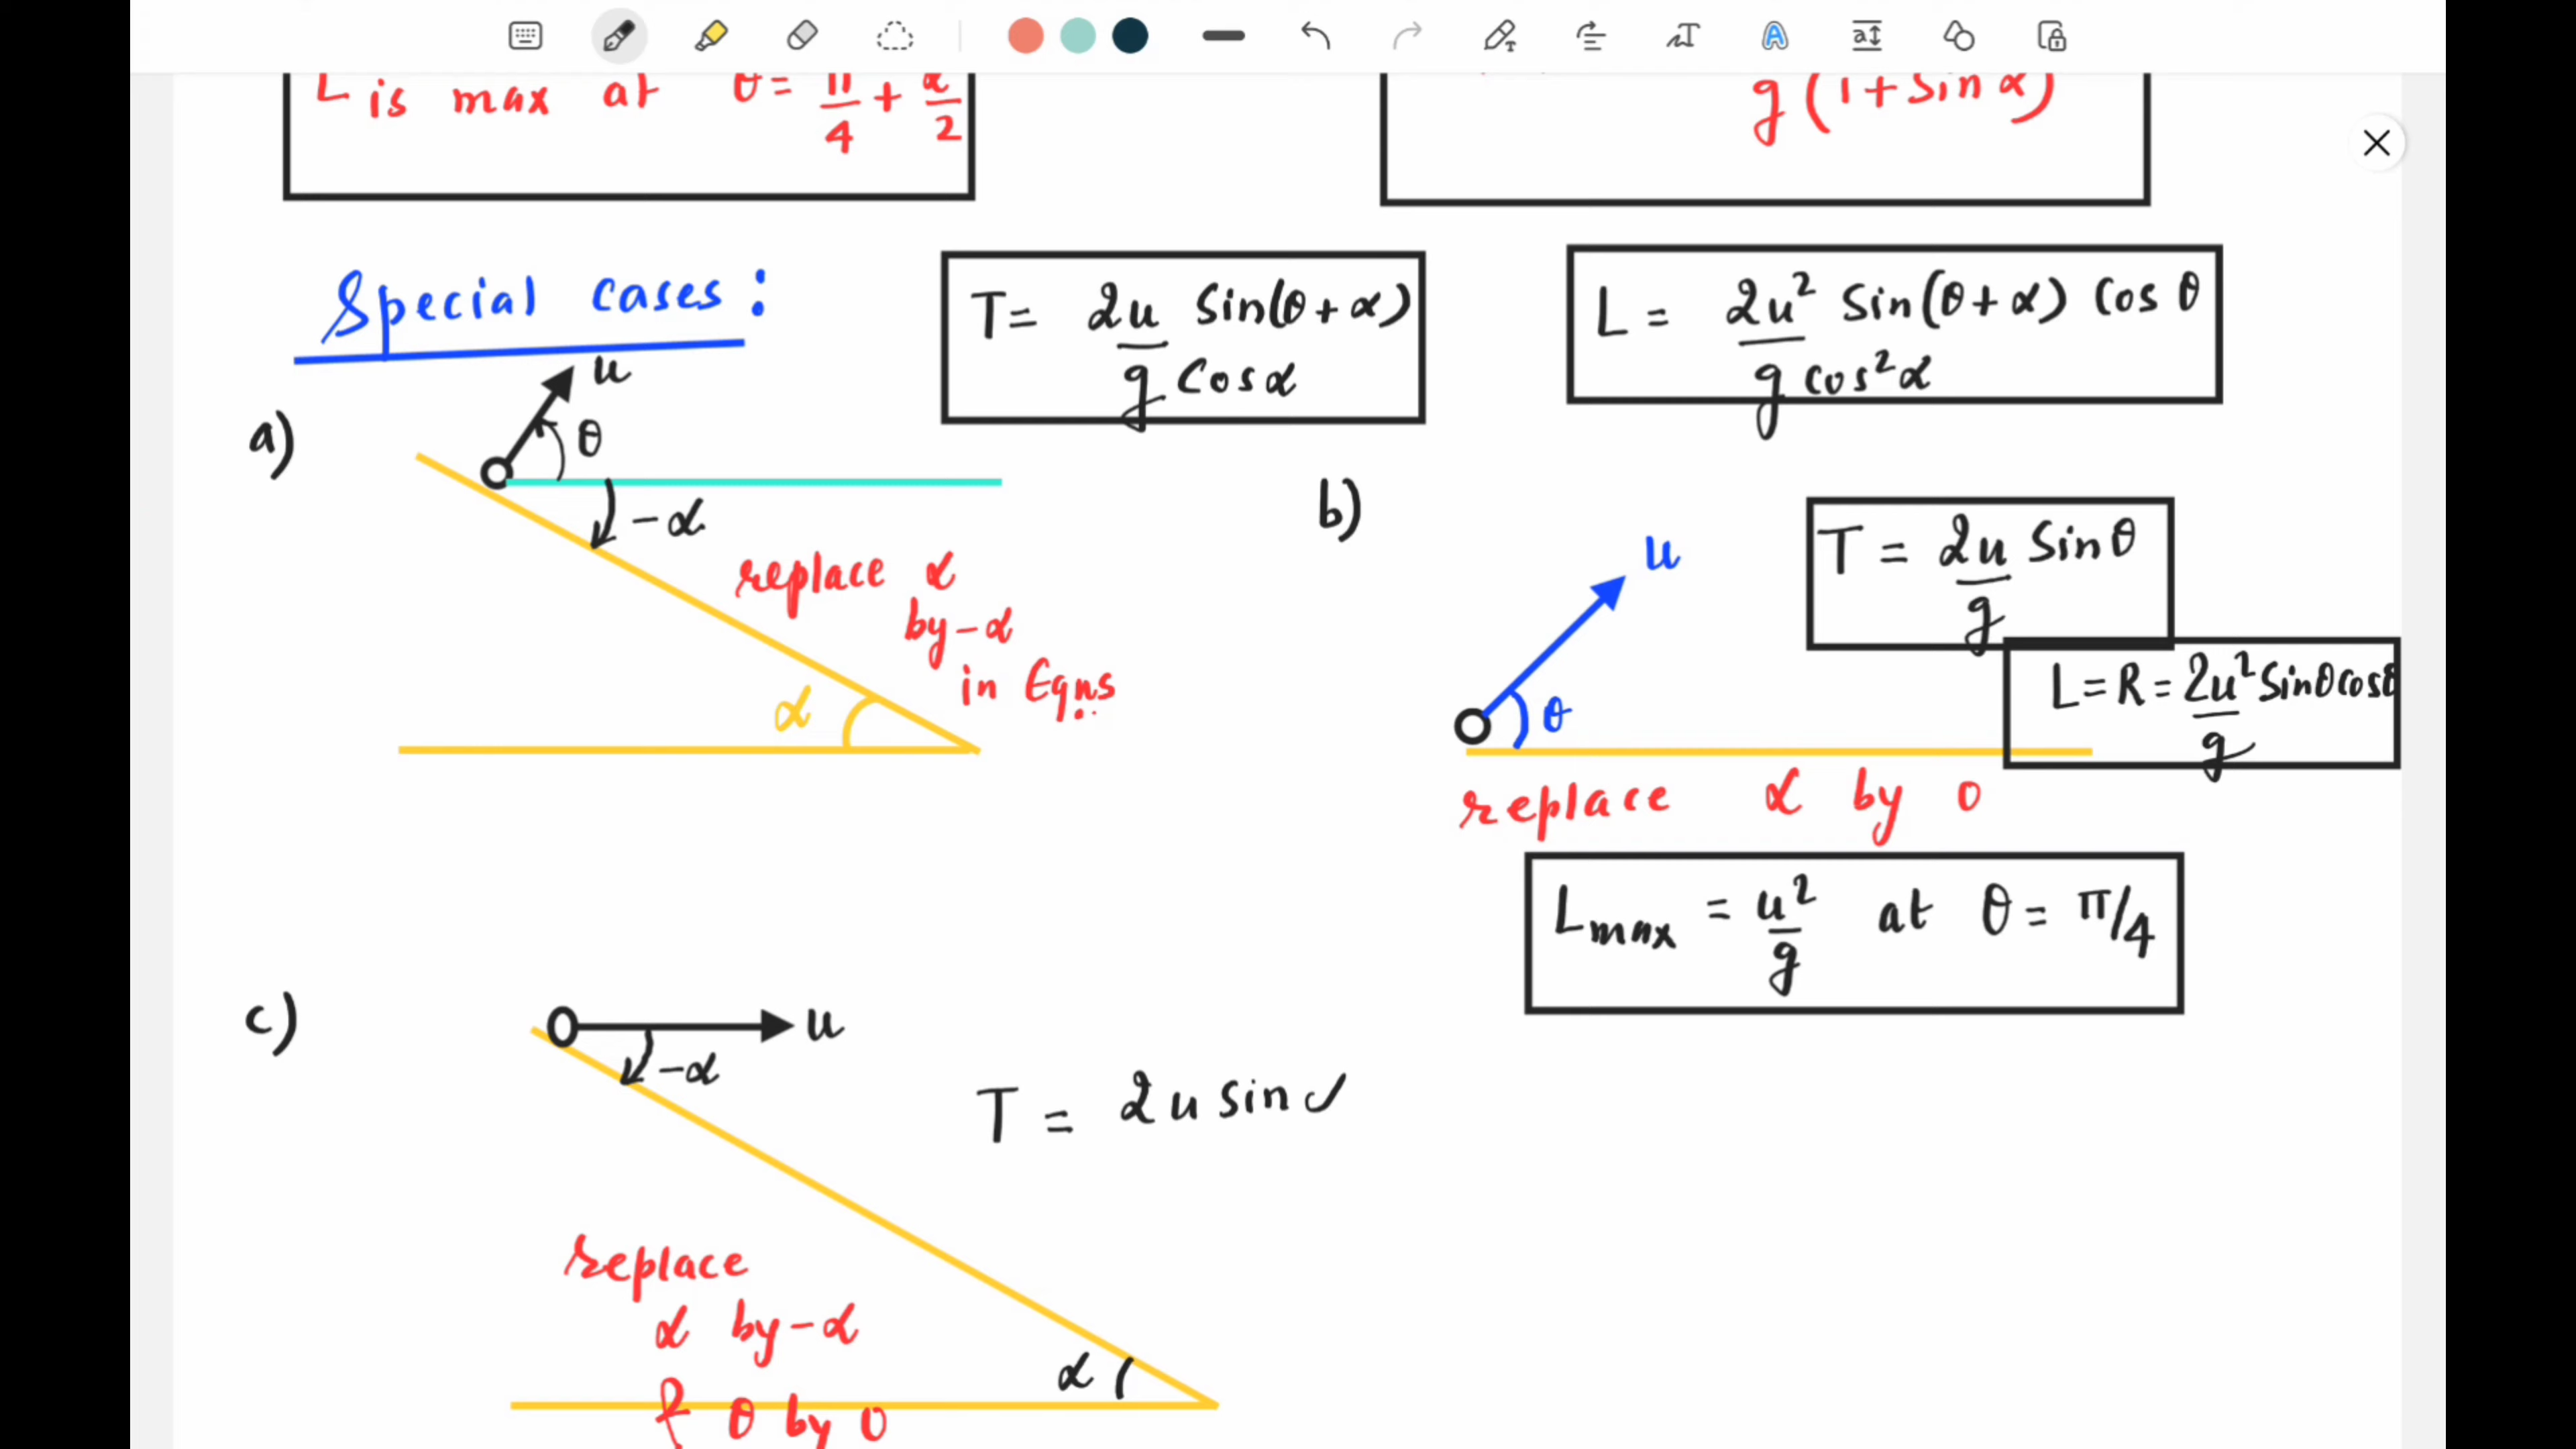 L is max at θ = π/4 + α/2
g (1 + Sin α)
Special cases:
T = 2u Sin(θ + α) / g Cos α
L = 2u² Sin(θ + α) Cos θ / g cos² α
a)
u
θ
-α
replace α
by -α
in Eqns
α
b)
u
θ
T = 2u Sin θ / g
L = R = 2u² Sinθ cosθ / g
replace α by 0
Lmax = u²/g at θ = π/4
c)
u
-α
T = 2u sin
replace
α by -α
& θ by 0
α